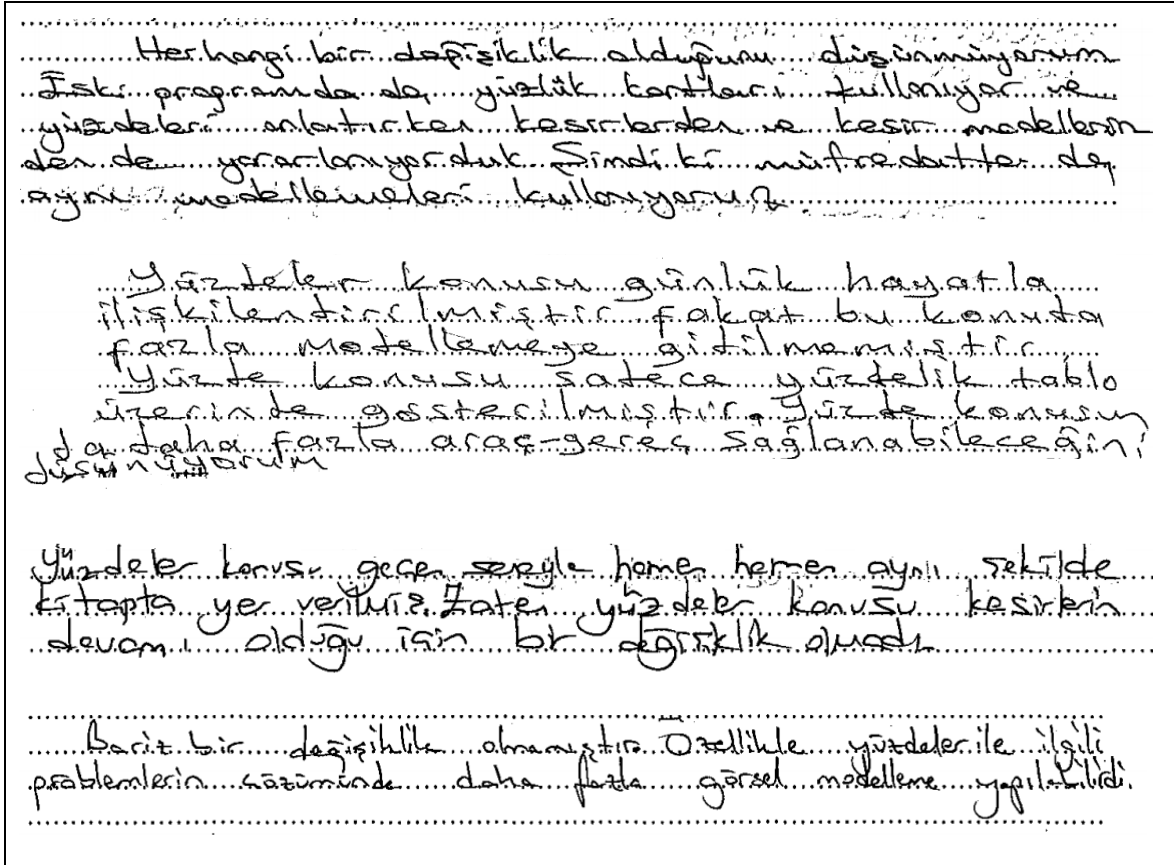 Herhangi bir değişiklik olduğunu düşünmüyorum
Eski programda da yüzlük kartları kullanıyor ve
yüzdeleri anlatırken kesirlerden ve kesir modellerin
den de yararlanıyorduk Şimdiki müfredatta da
aynı modellemeleri kullanıyoruz
Yüzdeler konusu günlük hayatla
ilişkilendirilmiştir fakat bu konuda
fazla modellemeye gidilmemiştir
Yüzde konusu sadece yüzdelik tablo
üzerinde gösterilmiştir. Yüzde konusun
da daha fazla araç-gereç sağlanabileceğini
düşünüyorum
Yüzdeler konusu geçen seneyle hemen hemen aynı şekilde
kitapta yer verilmiş. Zaten yüzdeler konusu kesirlerin
devamı olduğu için bir değişiklik olmadı
Bariz bir değişiklik olmamıştır. Özellikle yüzdeler ile ilgili
problemlerin çözümünde daha fazla görsel modelleme yapılabilirdi.